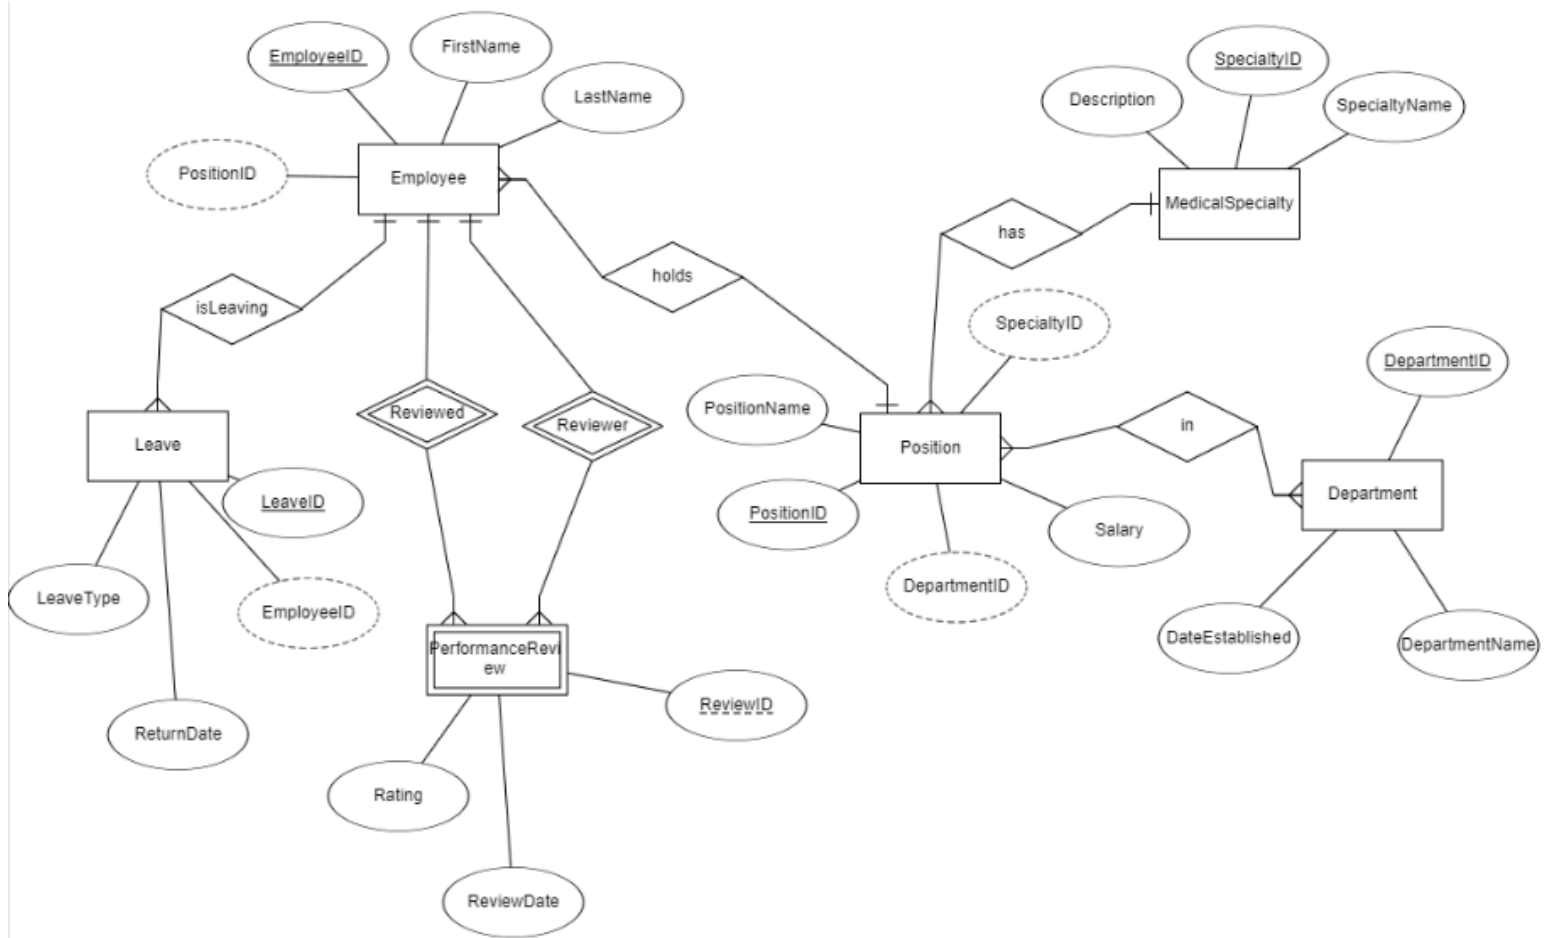 EmployeeID
FirstName
LastName
PositionID
Employee
Description
SpecialtyID
SpecialtyName
MedicalSpecialty
has
holds
isLeaving
SpecialtyID
DepartmentID
PositionName
Reviewed
Reviewer
in
Leave
Position
Department
LeaveID
PositionID
Salary
LeaveType
EmployeeID
DepartmentID
DateEstablished
DepartmentName
PerformanceRevi
ew
ReviewID
ReturnDate
Rating
ReviewDate